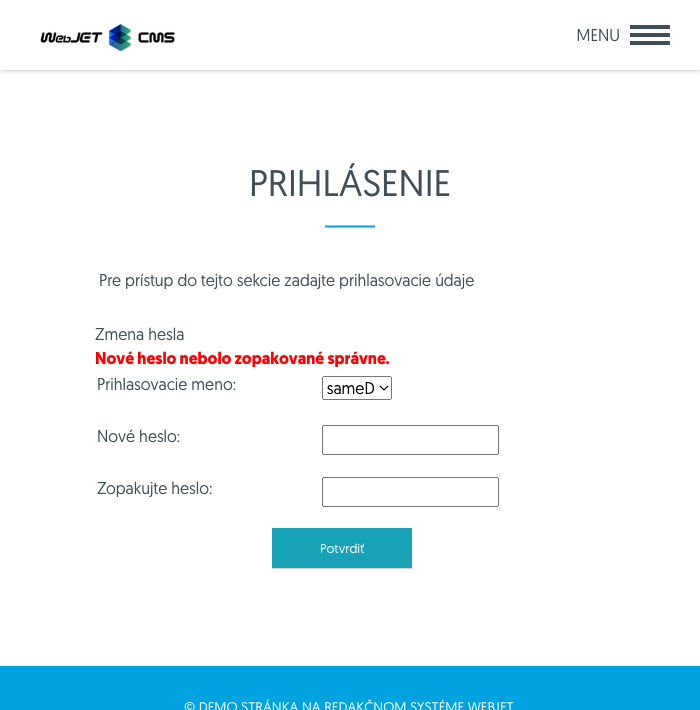 WebJET CMS
MENU
PRIHLÁSENIE
Pre prístup do tejto sekcie zadajte prihlasovacie údaje
Zmena hesla
Nové heslo nebolo zopakované správne.
Prihlasovacie meno:
sameD
Nové heslo:
Zopakujte heslo:
Potvrdiť
© DEMO STRÁNKA NA REDAKČNOM SYSTÉME WEBJET